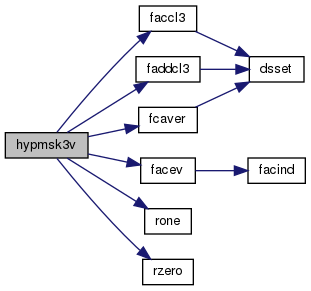 faccl3
faddcl3
dsset
fcaver
hypmsk3v
facev
facind
rone
rzero